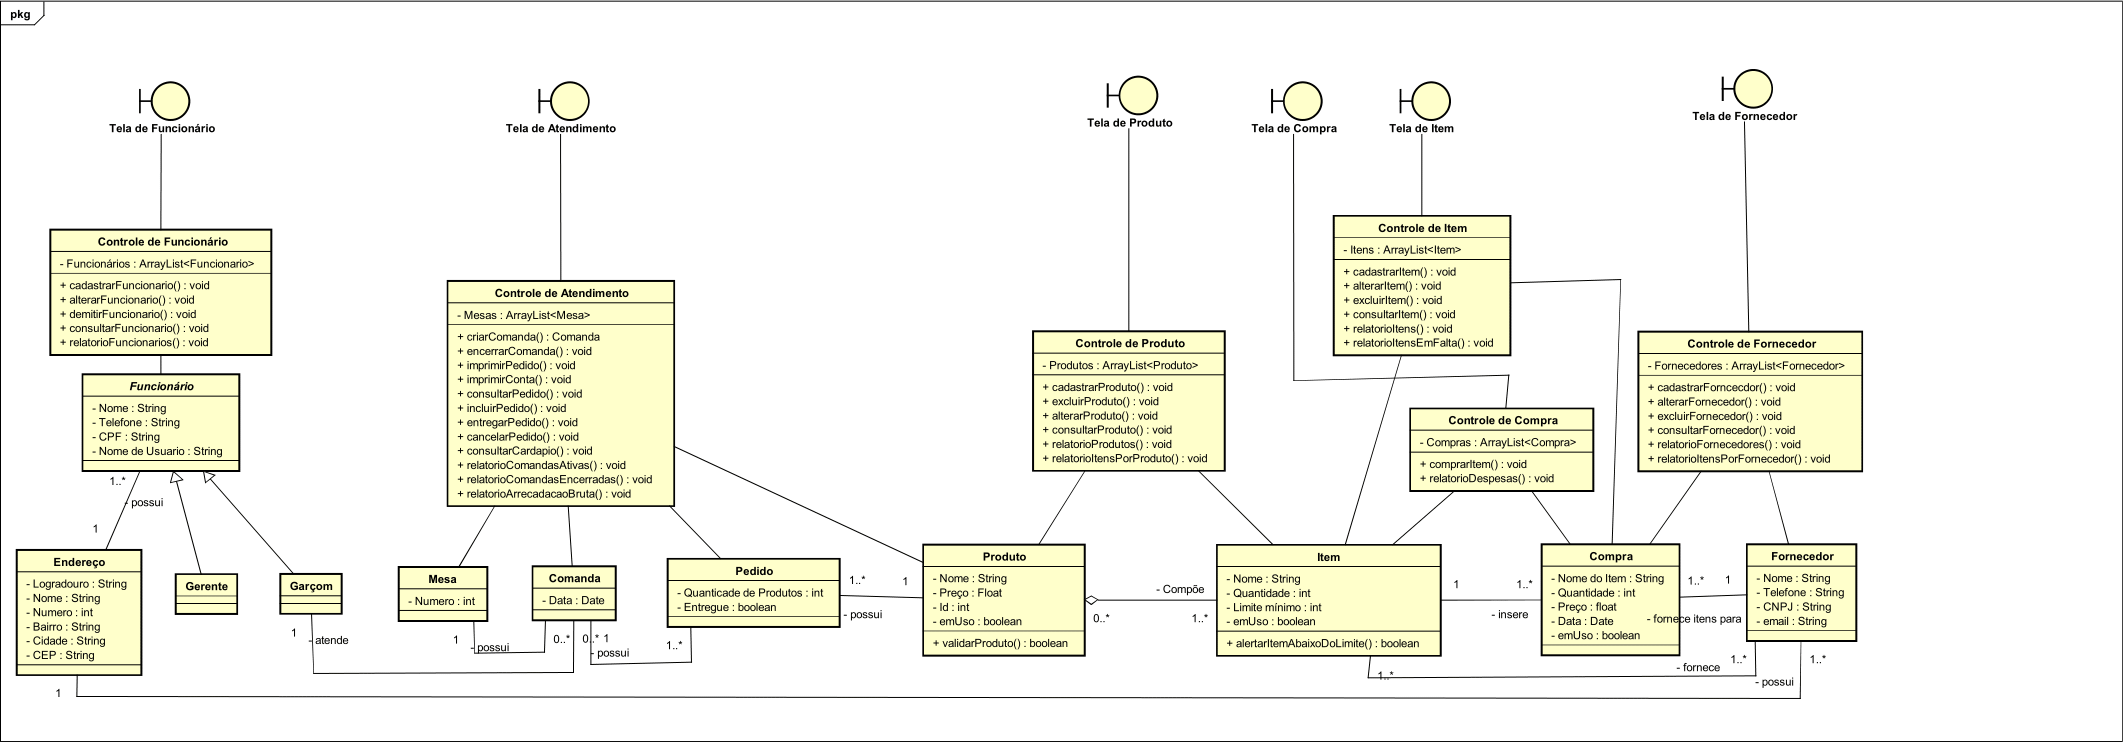 pkg
Tela de Funcionário
Tela de Atendimento
Tela de Produto
Tela de Compra
Tela de Item
Tela de Fornecedor
Controle de Funcionário
- Funcionários : ArrayList<Funcionario>
+ cadastrarFuncionario() : void
+ alterarFuncionario() : void
+ demitirFuncionario() : void
+ consultarFuncionario() : void
+ relatorioFuncionarios() : void
Funcionário
- Nome : String
- Telefone : String
- CPF : String
- Nome de Usuario : String
1..*
- possui
1
Endereço
- Logradouro : String
- Nome : String
- Numero : int
- Bairro : String
- Cidade : String
- CEP : String
1
Gerente
Garçom
1
- atende
Controle de Atendimento
- Mesas : ArrayList<Mesa>
+ criarComanda() : Comanda
+ encerrarComanda() : void
+ imprimirPedido() : void
+ imprimirConta() : void
+ consultarPedido() : void
+ incluirPedido() : void
+ entregarPedido() : void
+ cancelarPedido() : void
+ consultarCardapio() : void
+ relatorioComandasAtivas() : void
+ relatorioComandasEncerradas() : void
+ relatorioArrecadacaoBruta() : void
Mesa
- Numero : int
1
- possui
Comanda
- Data : Date
0..*
0..*
1
- possui
Pedido
- Quanticade de Produtos : int
- Entregue : boolean
1..*
1..*
1
- possui
Controle de Produto
- Produtos : ArrayList<Produto>
+ cadastrarProduto() : void
+ excluirProduto() : void
+ alterarProduto() : void
+ consultarProduto() : void
+ relatorioProdutos() : void
+ relatorioItensPorProduto() : void
Produto
- Nome : String
- Preço : Float
- Id : int
- emUso : boolean
+ validarProduto() : boolean
- Compõe
0..*
1..*
Controle de Item
- Itens : ArrayList<Item>
+ cadastrarItem() : void
+ alterarItem() : void
+ excluirItem() : void
+ consultarItem() : void
+ relatorioItens() : void
+ relatorioItensEmFalta() : void
Controle de Compra
- Compras : ArrayList<Compra>
+ comprarItem() : void
+ relatorioDespesas() : void
Item
- Nome : String
- Quantidade : int
- Limite mínimo : int
- emUso : boolean
+ alertarItemAbaixoDoLimite() : boolean
1
1..*
- insere
1..*
Controle de Fornecedor
- Fornecedores : ArrayList<Fornecedor>
+ cadastrarForncecdor() : void
+ alterarFornecedor() : void
+ excluirFornecedor() : void
+ consultarFornecedor() : void
+ relatorioFornecedores() : void
+ relatorioItensPorFornecedor() : void
Compra
- Nome do Item : String
- Quantidade : int
- Preço : float
- Data : Date
- emUso : boolean
1..*
1
- fornece itens para
Fornecedor
- Nome : String
- Telefone : String
- CNPJ : String
- email : String
- fornece
1..*
1..*
- possui